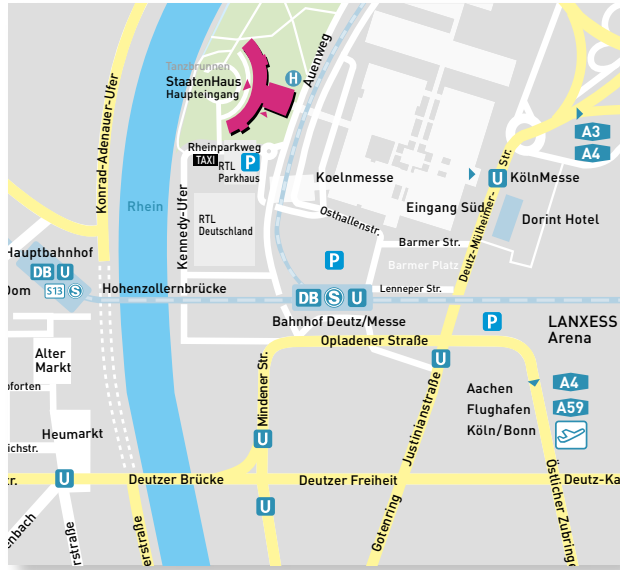 Tanzbrunnen
StaatenHaus
Haupteingang
H
Auenweg
Konrad-Adenauer-Ufer
Rheinparkweg
TAXI
RTL
Parkhaus
P
A3
A4
U KölnMesse
Koelnmesse
Eingang Süd
Deutz-Mülheimer-
Str.
Dorint Hotel
Rhein
Kennedy-Ufer
RTL
Deutschland
Osthallenstr.
Barmer Str.
Barmer Platz
P
Hauptbahnhof
DB U
Dom
S13 S
Hohenzollernbrücke
DB S U
Lenneper Str.
Bahnhof Deutz/Messe
P
LANXESS
Arena
Opladener Straße
Alter
Markt
Mindener Str.
U
Justinianstraße
Aachen
Flughafen
Köln/Bonn
A4
A59
Heumarkt
U
U
Deutzer Brücke
Deutzer Freiheit
Deutz-Ka
U
Gotenring
Östlicher Zubringe